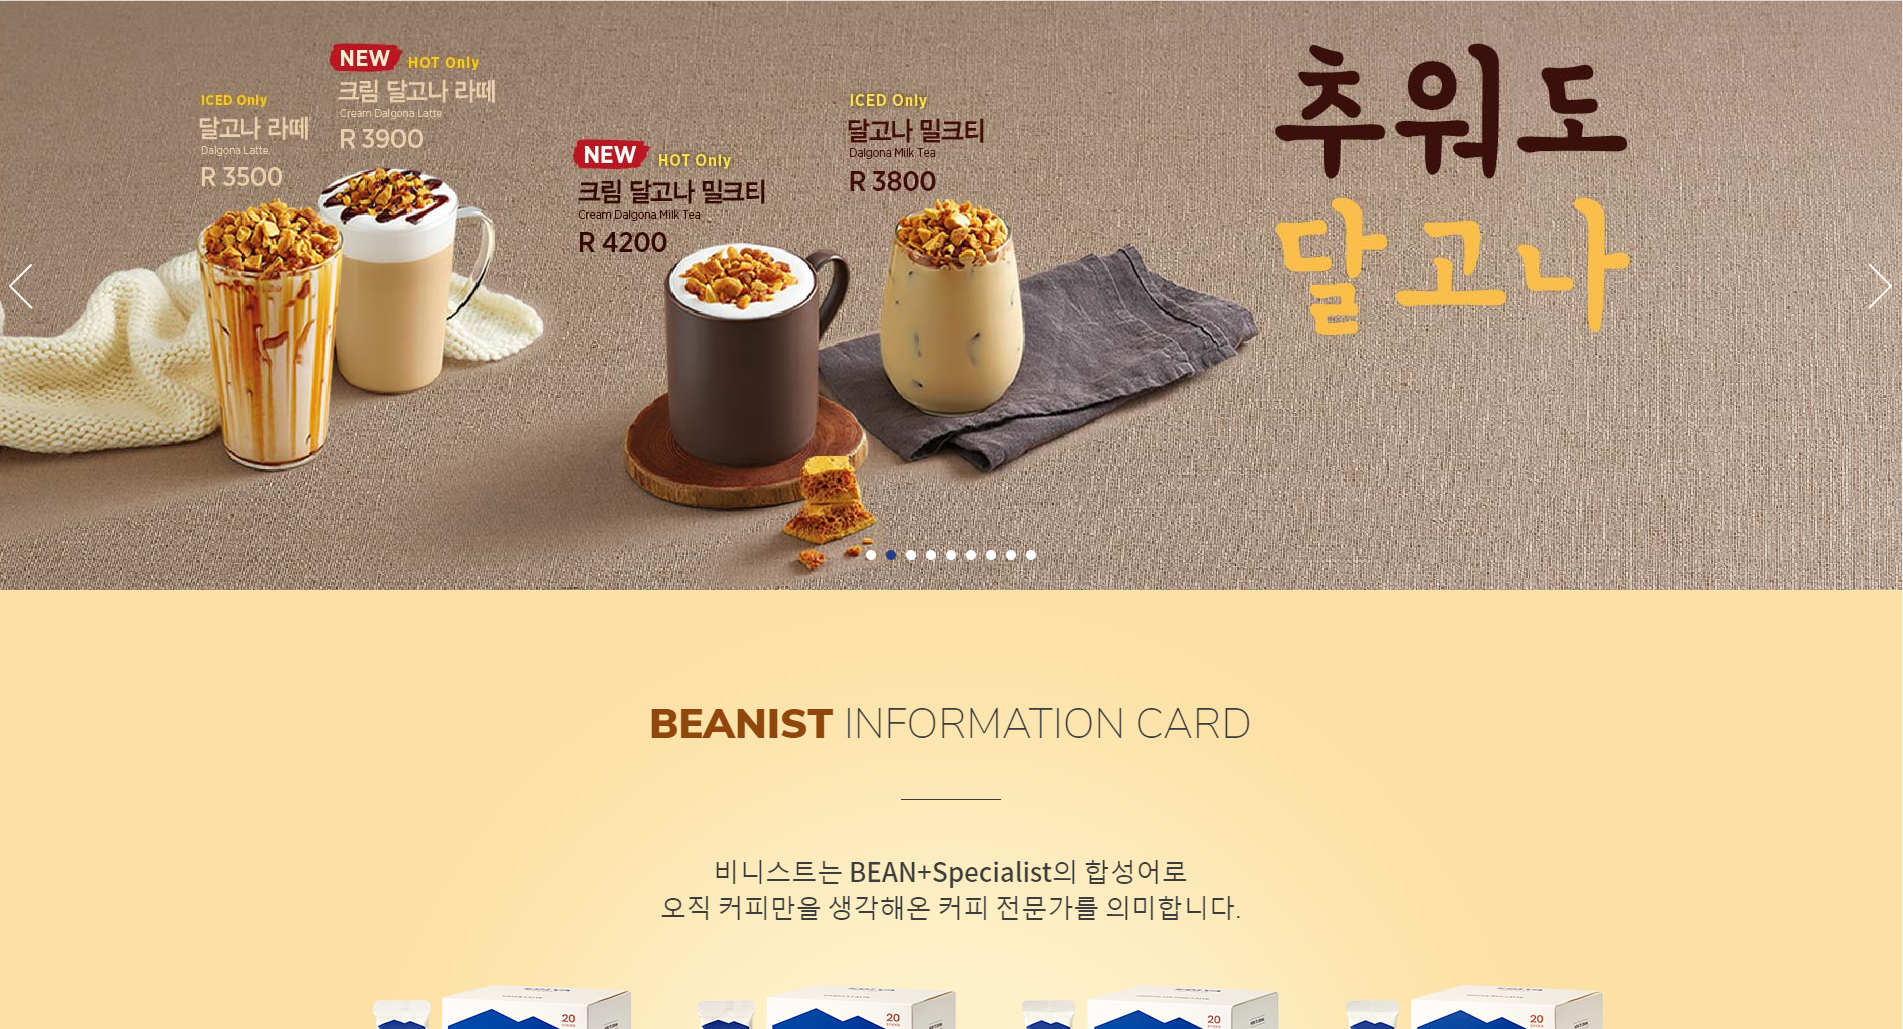 NEW HOT Only
크림 달고나 라떼
Cream Dalgona Latte
R 3900
ICED Only
달고나 라떼
Dalgona Latte
R 3500
NEW HOT Only
크림 달고나 밀크티
Cream Dalgona Milk Tea
R 4200
ICED Only
달고나 밀크티
Dalgona Milk Tea
R 3800
추워도
달고나
BEANIST INFORMATION CARD
비니스트는 BEAN+Specialist의 합성어로
오직 커피만을 생각해온 커피 전문가를 의미합니다.
20
20
20
20